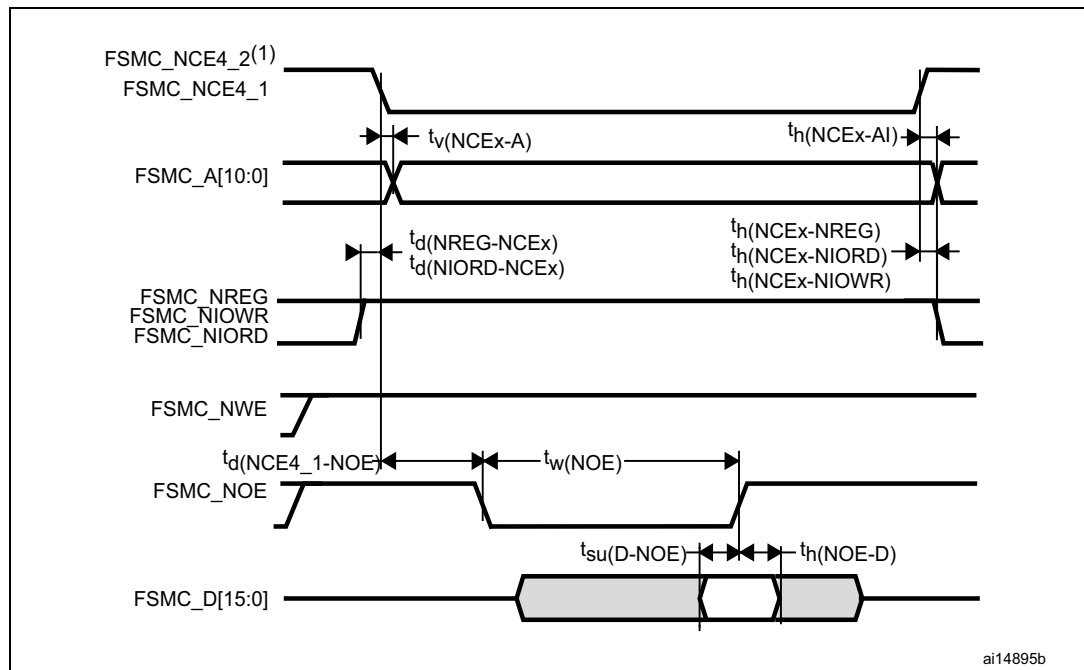 FSMC_NCE4_2(1)
FSMC_NCE4_1
tv(NCEx-A)
th(NCEx-AI)
FSMC_A[10:0]
td(NREG-NCEx)
td(NIORD-NCEx)
th(NCEx-NREG)
th(NCEx-NIORD)
th(NCEx-NIOWR)
FSMC_NREG
FSMC_NIOWR
FSMC_NIORD
FSMC_NWE
td(NCE4_1-NOE)
tw(NOE)
FSMC_NOE
tsu(D-NOE)
th(NOE-D)
FSMC_D[15:0]
ai14895b